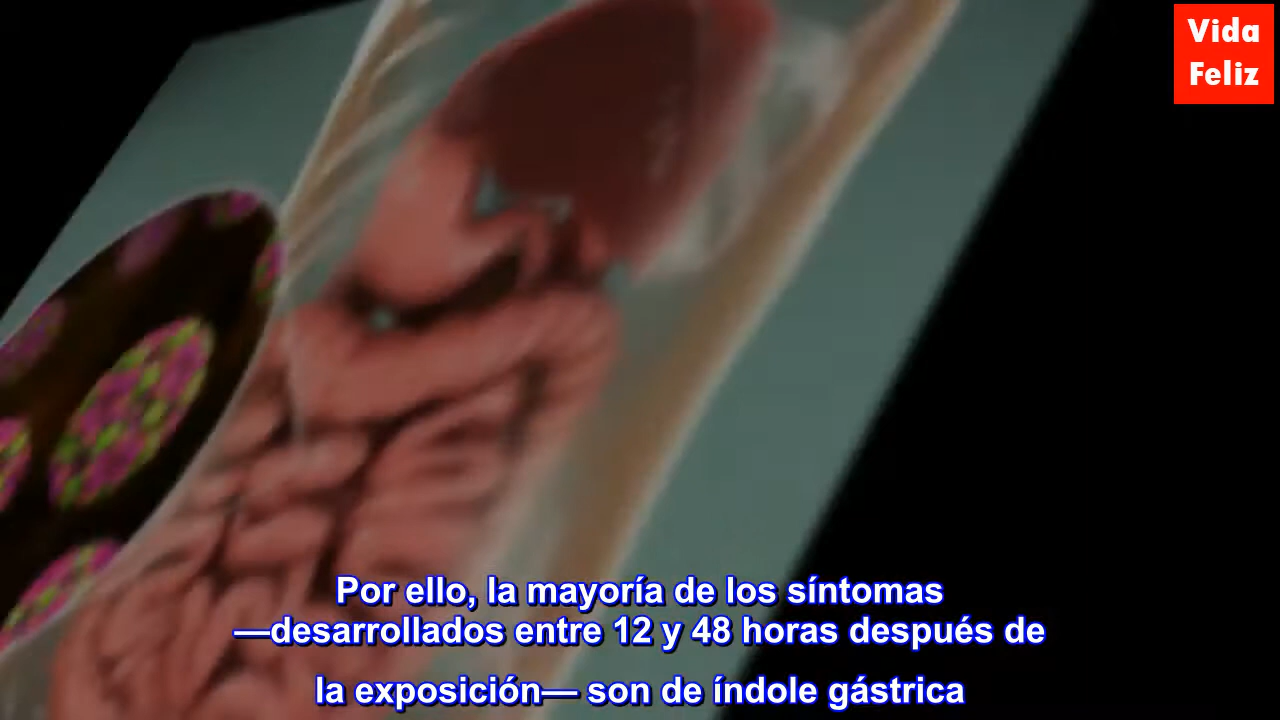 Vida
Feliz
Por ello, la mayoría de los síntomas
—desarrollados entre 12 y 48 horas después de
la exposición— son de índole gástrica